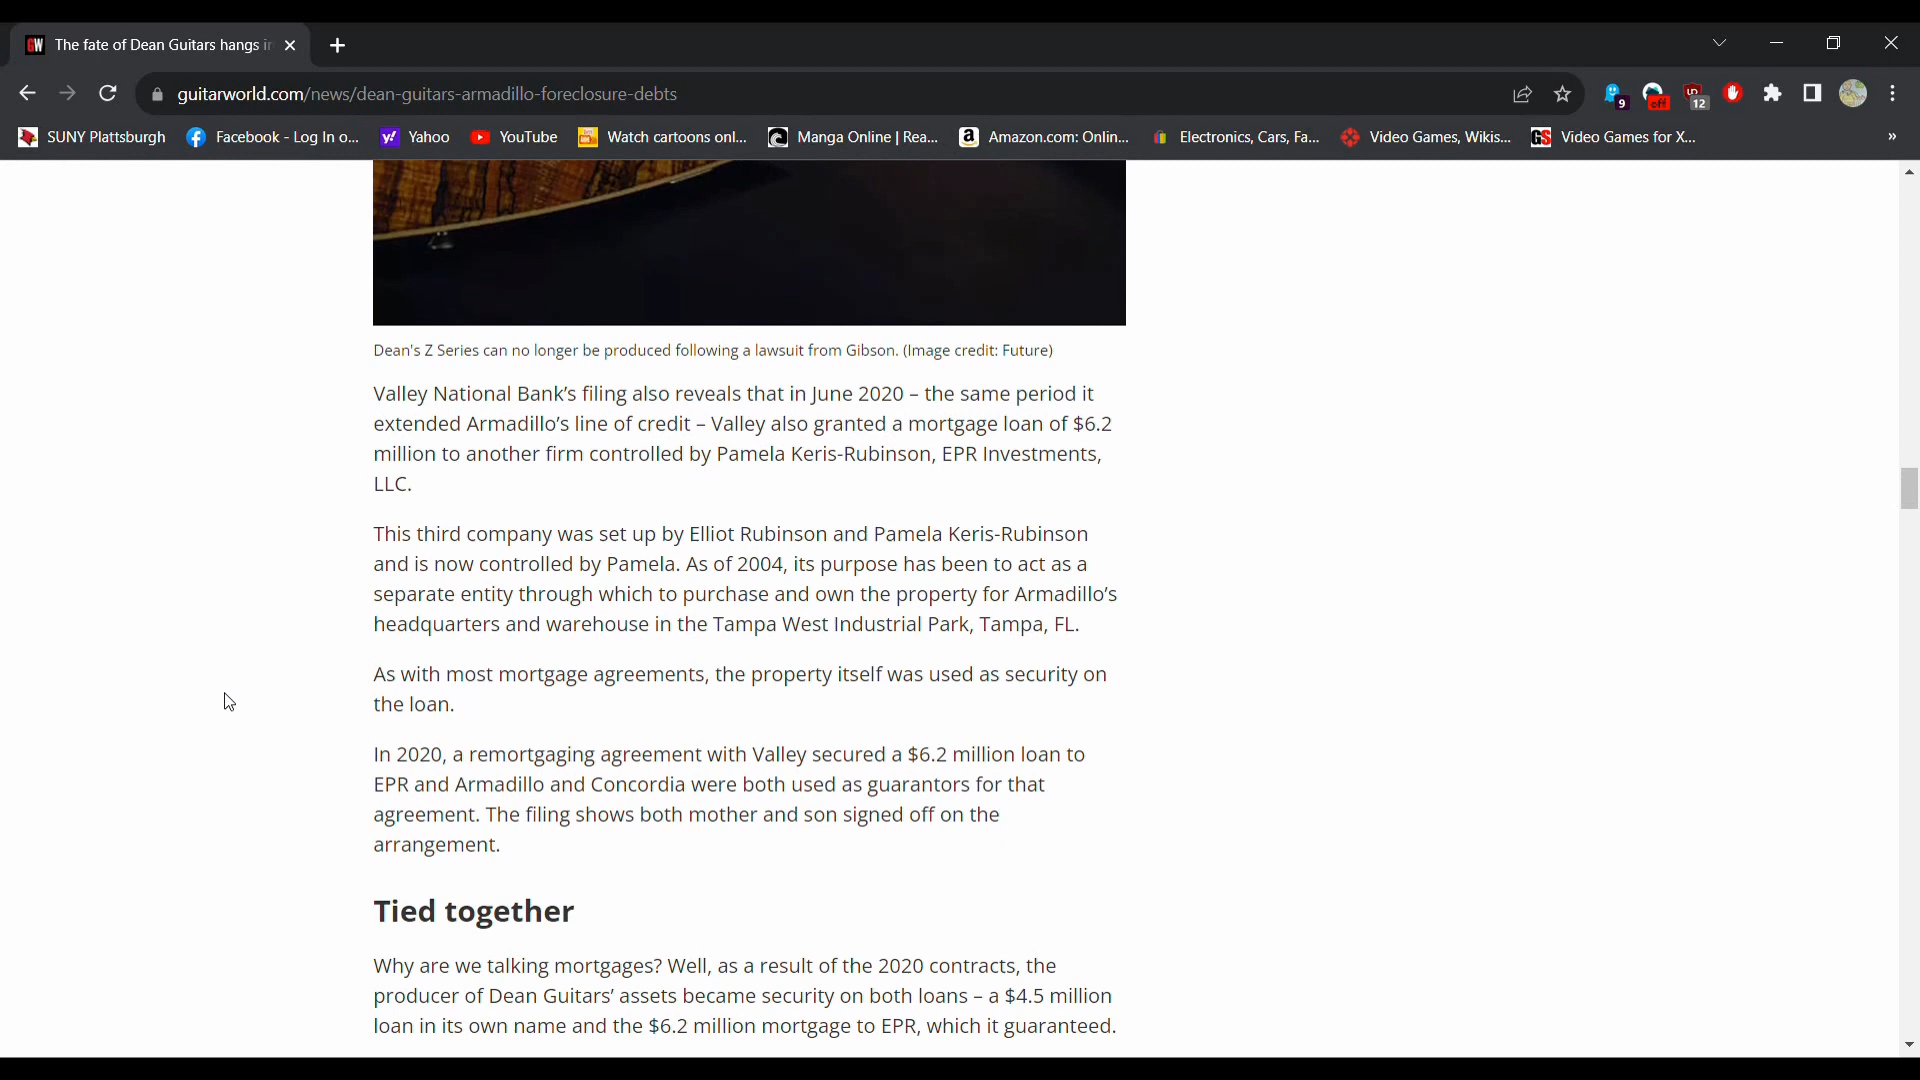 GW The fate of Dean Guitars hangs in
guitarworld.com/news/dean-guitars-armadillo-foreclosure-debts
9
off
12
SUNY Plattsburgh
Facebook - Log In o...
Yahoo
YouTube
Watch cartoons onl...
Manga Online | Rea...
Amazon.com: Onlin...
Electronics, Cars, Fa...
Video Games, Wikis...
GS Video Games for X...
»
Dean's Z Series can no longer be produced following a lawsuit from Gibson. (Image credit: Future)
Valley National Bank’s filing also reveals that in June 2020 – the same period it
extended Armadillo’s line of credit – Valley also granted a mortgage loan of $6.2
million to another firm controlled by Pamela Keris-Rubinson, EPR Investments,
LLC.
This third company was set up by Elliot Rubinson and Pamela Keris-Rubinson
and is now controlled by Pamela. As of 2004, its purpose has been to act as a
separate entity through which to purchase and own the property for Armadillo’s
headquarters and warehouse in the Tampa West Industrial Park, Tampa, FL.
As with most mortgage agreements, the property itself was used as security on
the loan.
In 2020, a remortgaging agreement with Valley secured a $6.2 million loan to
EPR and Armadillo and Concordia were both used as guarantors for that
agreement. The filing shows both mother and son signed off on the
arrangement.
Tied together
Why are we talking mortgages? Well, as a result of the 2020 contracts, the
producer of Dean Guitars’ assets became security on both loans – a $4.5 million
loan in its own name and the $6.2 million mortgage to EPR, which it guaranteed.